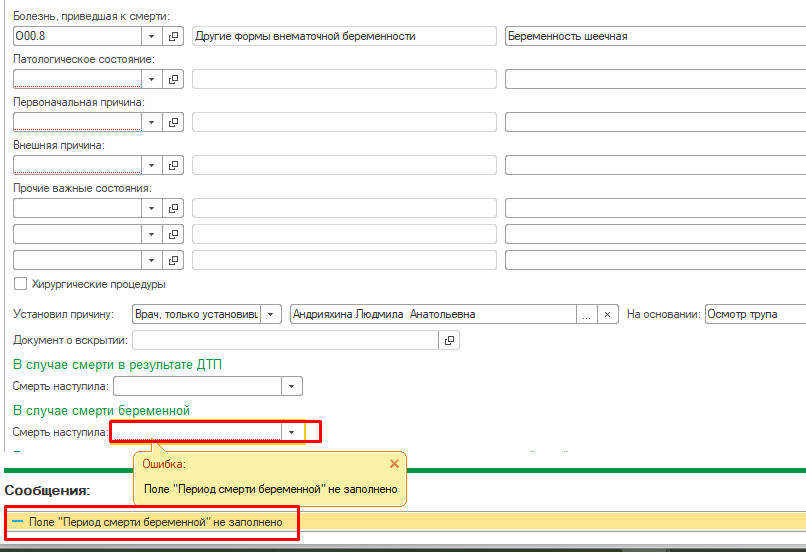 Болезнь, приведшая к смерти:
О00.8 Другие формы внематочной беременности Беременность шеечная
Патологическое состояние:
Первоначальная причина:
Внешняя причина:
Прочие важные состояния:
Хирургические процедуры
Установил причину: Врач, только установивш Андрияхина Людмила Анатольевна ... × На основании: Осмотр трупа
Документ о вскрытии:
В случае смерти в результате ДТП
Смерть наступила:
В случае смерти беременной
Смерть наступила:
Ошибка:
Поле "Период смерти беременной" не заполнено
Сообщения:
Поле "Период смерти беременной" не заполнено